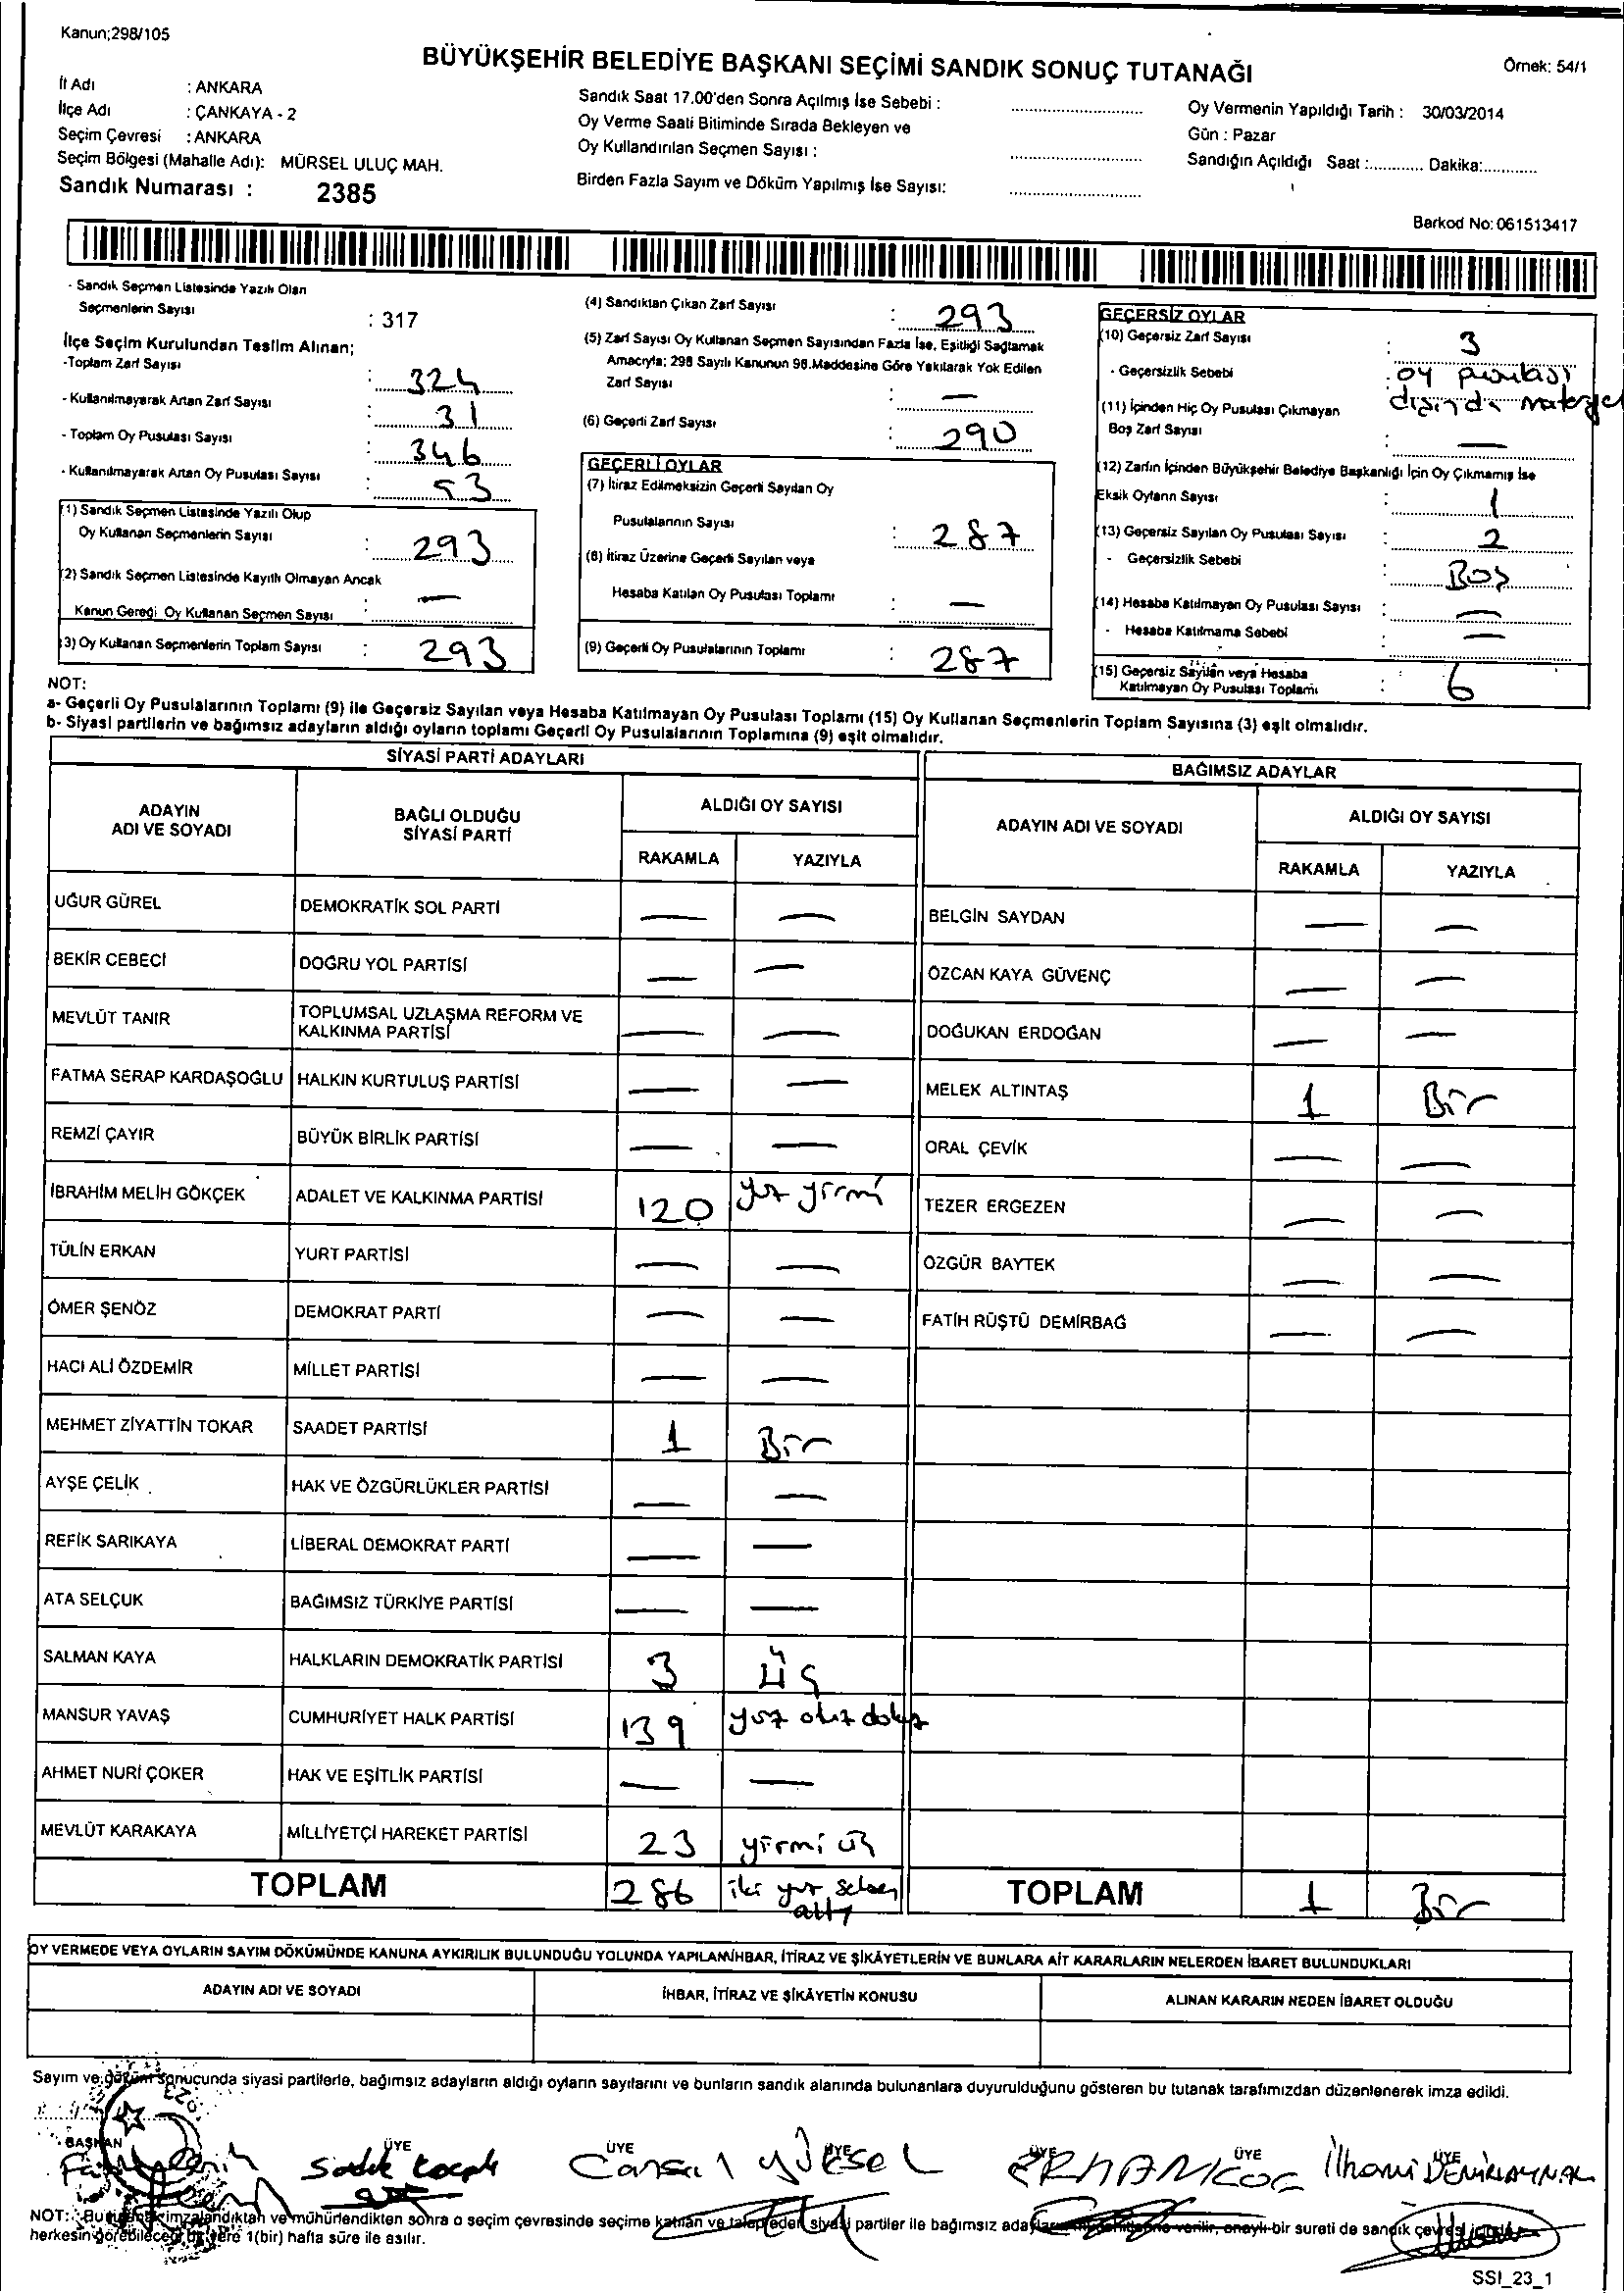 Kanun;298/105
BÜYÜKŞEHİR BELEDİYE BAŞKANI SEÇİMİ SANDIK SONUÇ TUTANAĞI
Örnek: 54/1
İl Adı : ANKARA
İlçe Adı : ÇANKAYA - 2
Seçim Çevresi : ANKARA
Seçim Bölgesi (Mahalle Adı): MÜRSEL ULUÇ MAH.
Sandık Numarası : 2385
Sandık Saat 17.00'den Sonra Açılmış İse Sebebi :
Oy Verme Saati Bitiminde Sırada Bekleyen ve
Oy Kullandırılan Seçmen Sayısı :
Birden Fazla Sayım ve Döküm Yapılmış İse Sayısı:
Oy Vermenin Yapıldığı Tarih : 30/03/2014
Gün : Pazar
Sandığın Açıldığı Saat :............ Dakika:............
Barkod No: 061513417
- Sandık Seçmen Listesinde Yazılı Olan
Seçmenlerin Sayısı : 317
İlçe Seçim Kurulundan Teslim Alınan;
-Toplam Zarf Sayısı : 324
- Kullanılmayarak Artan Zarf Sayısı : 31
- Toplam Oy Pusulası Sayısı : 346
- Kullanılmayarak Artan Oy Pusulası Sayısı : 53
(1) Sandık Seçmen Listesinde Yazılı Olup
Oy Kullanan Seçmenlerin Sayısı : 293
(2) Sandık Seçmen Listesinde Kayıtlı Olmayan Ancak
Kanun Gereği Oy Kullanan Seçmen Sayısı : —
(3) Oy Kullanan Seçmenlerin Toplam Sayısı : 293
(4) Sandıktan Çıkan Zarf Sayısı : 293
(5) Zarf Sayısı Oy Kullanan Seçmen Sayısından Fazla İse, Eşitliği Sağlamak
Amacıyla; 298 Sayılı Kanunun 98.Maddesine Göre Yakılarak Yok Edilen
Zarf Sayısı : —
(6) Geçerli Zarf Sayısı : 290
GEÇERLİ OYLAR
(7) İtiraz Edilmeksizin Geçerli Sayılan Oy
Pusulalarının Sayısı : 287
(8) İtiraz Üzerine Geçerli Sayılan veya
Hesaba Katılan Oy Pusulası Toplamı : —
(9) Geçerli Oy Pusulalarının Toplamı : 287
GEÇERSİZ OYLAR
(10) Geçersiz Zarf Sayısı : 3
- Geçersizlik Sebebi : oy pusulası
dışında materyel
(11) İçinden Hiç Oy Pusulası Çıkmayan
Boş Zarf Sayısı : —
(12) Zarfın İçinden Büyükşehir Belediye Başkanlığı İçin Oy Çıkmamış İse
Eksik Oyların Sayısı : 1
(13) Geçersiz Sayılan Oy Pusulası Sayısı : 2
- Geçersizlik Sebebi : Boş
(14) Hesaba Katılmayan Oy Pusulası Sayısı : —
- Hesaba Katılmama Sebebi : —
(15) Geçersiz Sayılan veya Hesaba
Katılmayan Oy Pusulası Toplamı : 6
NOT:
a- Geçerli Oy Pusulalarının Toplamı (9) ile Geçersiz Sayılan veya Hesaba Katılmayan Oy Pusulası Toplamı (15) Oy Kullanan Seçmenlerin Toplam Sayısına (3) eşit olmalıdır.
b- Siyasi partilerin ve bağımsız adayların aldığı oyların toplamı Geçerli Oy Pusulalarının Toplamına (9) eşit olmalıdır.
SİYASİ PARTİ ADAYLARI
ADAYIN ADI VE SOYADI BAĞLI OLDUĞU SİYASİ PARTİ ALDIĞI OY SAYISI
RAKAMLA YAZIYLA
UĞUR GÜREL DEMOKRATİK SOL PARTİ — —
BEKİR CEBECİ DOĞRU YOL PARTİSİ — —
MEVLÜT TANIR TOPLUMSAL UZLAŞMA REFORM VE KALKINMA PARTİSİ — —
FATMA SERAP KARDAŞOĞLU HALKIN KURTULUŞ PARTİSİ — —
REMZİ ÇAYIR BÜYÜK BİRLİK PARTİSİ — —
İBRAHİM MELİH GÖKÇEK ADALET VE KALKINMA PARTİSİ 120 yüz yirmi
TÜLİN ERKAN YURT PARTİSİ — —
ÖMER ŞENÖZ DEMOKRAT PARTİ — —
HACI ALİ ÖZDEMİR MİLLET PARTİSİ — —
MEHMET ZİYATTİN TOKAR SAADET PARTİSİ 1 Bir
AYŞE ÇELİK HAK VE ÖZGÜRLÜKLER PARTİSİ — —
REFİK SARIKAYA LİBERAL DEMOKRAT PARTİ — —
ATA SELÇUK BAĞIMSIZ TÜRKİYE PARTİSİ — —
SALMAN KAYA HALKLARIN DEMOKRATİK PARTİSİ 3 üç
MANSUR YAVAŞ CUMHURİYET HALK PARTİSİ 139 yüz otuz dokuz
AHMET NURİ ÇOKER HAK VE EŞİTLİK PARTİSİ — —
MEVLÜT KARAKAYA MİLLİYETÇİ HAREKET PARTİSİ 23 yirmi üç
TOPLAM 286 iki yüz seksen altı
BAĞIMSIZ ADAYLAR
ADAYIN ADI VE SOYADI ALDIĞI OY SAYISI
RAKAMLA YAZIYLA
BELGİN SAYDAN — —
ÖZCAN KAYA GÜVENÇ — —
DOĞUKAN ERDOĞAN — —
MELEK ALTINTAŞ 1 Bir
ORAL ÇEVİK — —
TEZER ERGEZEN — —
ÖZGÜR BAYTEK — —
FATİH RÜŞTÜ DEMİRBAĞ — —
TOPLAM 1 Bir
OY VERMEDE VEYA OYLARIN SAYIM DÖKÜMÜNDE KANUNA AYKIRILIK BULUNDUĞU YOLUNDA YAPILAN İHBAR, İTİRAZ VE ŞİKÂYETLERİN VE BUNLARA AİT KARARLARIN NELERDEN İBARET BULUNDUKLARI
ADAYIN ADI VE SOYADI İHBAR, İTİRAZ VE ŞİKÂYETİN KONUSU ALINAN KARARIN NEDEN İBARET OLDUĞU
Sayım ve döküm sonucunda siyasi partilerle, bağımsız adayların aldığı oyların sayılarını ve bunların sandık alanında bulunanlara duyurulduğunu gösteren bu tutanak tarafımızdan düzenlenerek imza edildi.
BAŞKAN ÜYE ÜYE ÜYE ÜYE ÜYE ÜYE
Sadık Cansal YÜKSEL ERHAN KOÇ İlhami
NOT: Bu tutanak imzalandıktan ve mühürlendikten sonra o seçim çevresinde seçime katılan ve talep eden siyasi partiler ile bağımsız verilir, onaylı bir sureti de sandık çevresi
herkesin görebileceği bir yere 1(bir) hafta süre ile asılır.
SSI_23_1